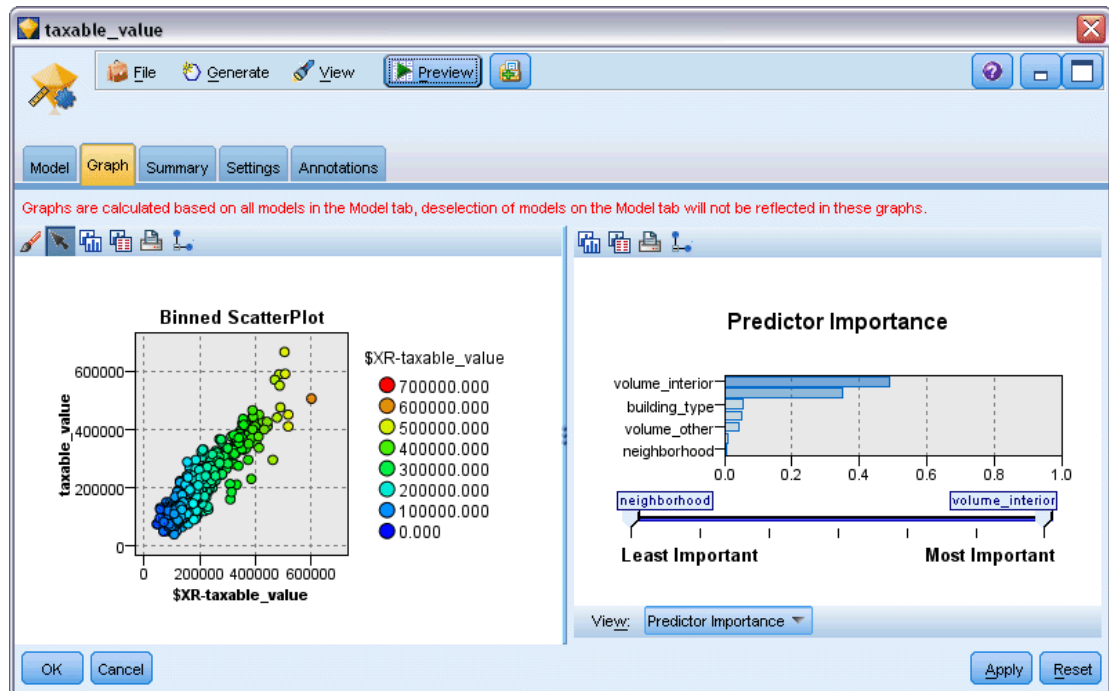 taxable_value
File Generate View Preview
Model Graph Summary Settings Annotations
Graphs are calculated based on all models in the Model tab, deselection of models on the Model tab will not be reflected in these graphs.
Binned ScatterPlot
taxable_value
600000
400000
200000
0
0 200000 400000 600000
$XR-taxable_value
$XR-taxable_value
700000.000
600000.000
500000.000
400000.000
300000.000
200000.000
100000.000
0.000
Predictor Importance
volume_interior
building_type
volume_other
neighborhood
0.0 0.2 0.4 0.6 0.8 1.0
neighborhood volume_interior
Least Important Most Important
View: Predictor Importance
OK Cancel Apply Reset